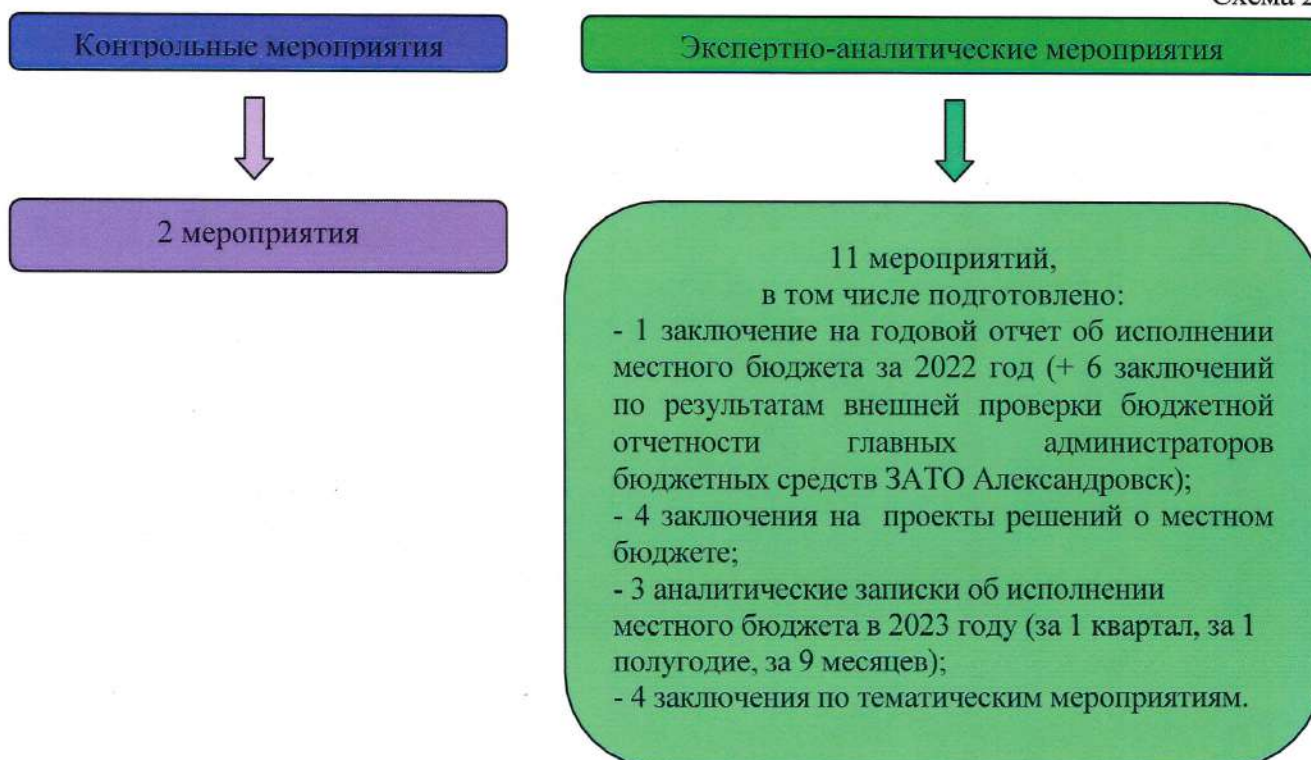 Схема 2
Контрольные мероприятия
Экспертно-аналитические мероприятия
2 мероприятия
11 мероприятий,
в том числе подготовлено:
- 1 заключение на годовой отчет об исполнении
местного бюджета за 2022 год (+ 6 заключений
по результатам внешней проверки бюджетной
отчетности главных администраторов
бюджетных средств ЗАТО Александровск);
- 4 заключения на проекты решений о местном
бюджете;
- 3 аналитические записки об исполнении
местного бюджета в 2023 году (за 1 квартал, за 1
полугодие, за 9 месяцев);
- 4 заключения по тематическим мероприятиям.